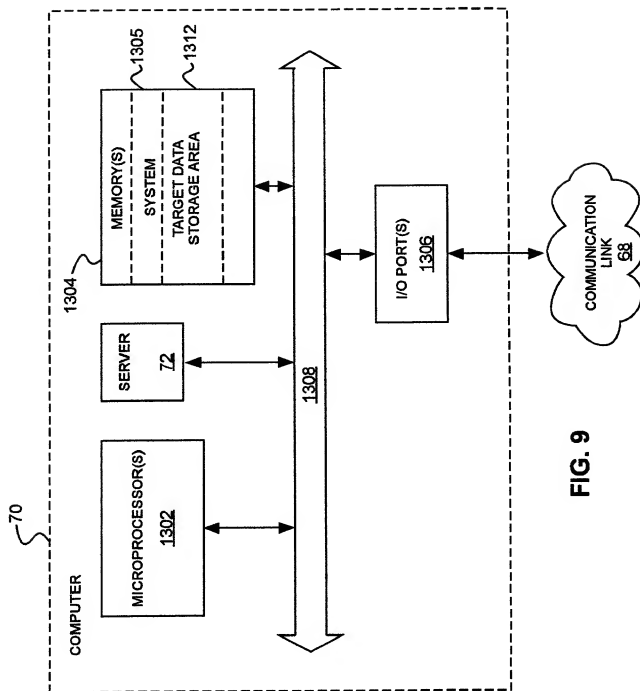 70
COMPUTER
MICROPROCESSOR(S)
1302
SERVER
72
1304
MEMORY(S)
SYSTEM
TARGET DATA
STORAGE AREA
1305
1312
1308
I/O PORT(S)
1306
COMMUNICATION
LINK
68
FIG. 9